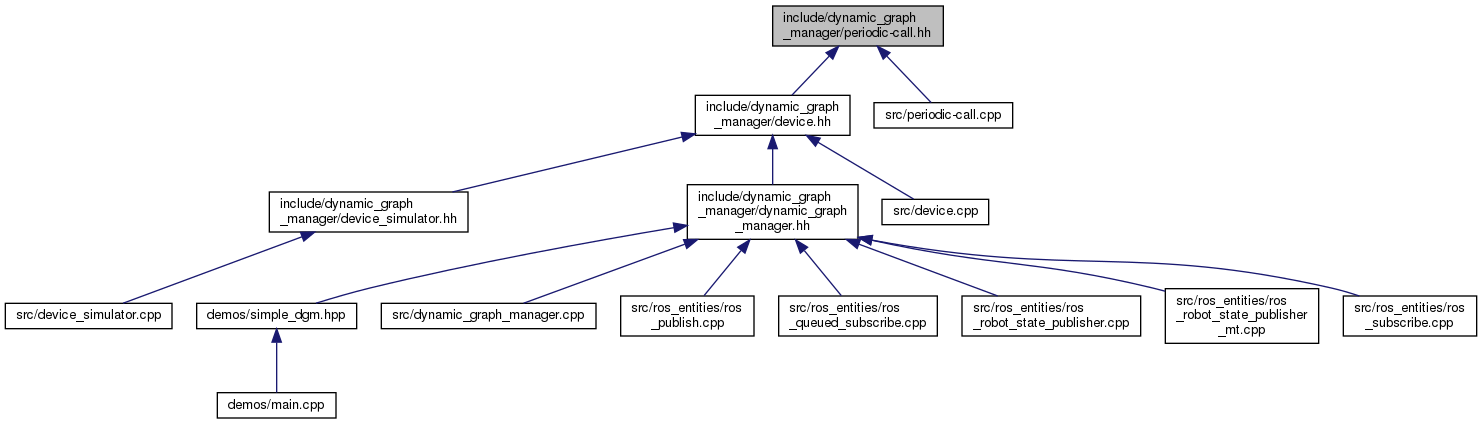 include/dynamic_graph
_manager/periodic-call.hh
include/dynamic_graph
_manager/device.hh
src/periodic-call.cpp
include/dynamic_graph
_manager/device_simulator.hh
include/dynamic_graph
_manager/dynamic_graph
_manager.hh
src/device.cpp
src/device_simulator.cpp
demos/simple_dgm.hpp
src/dynamic_graph_manager.cpp
src/ros_entities/ros
_publish.cpp
src/ros_entities/ros
_queued_subscribe.cpp
src/ros_entities/ros
_robot_state_publisher.cpp
src/ros_entities/ros
_robot_state_publisher
_mt.cpp
src/ros_entities/ros
_subscribe.cpp
demos/main.cpp